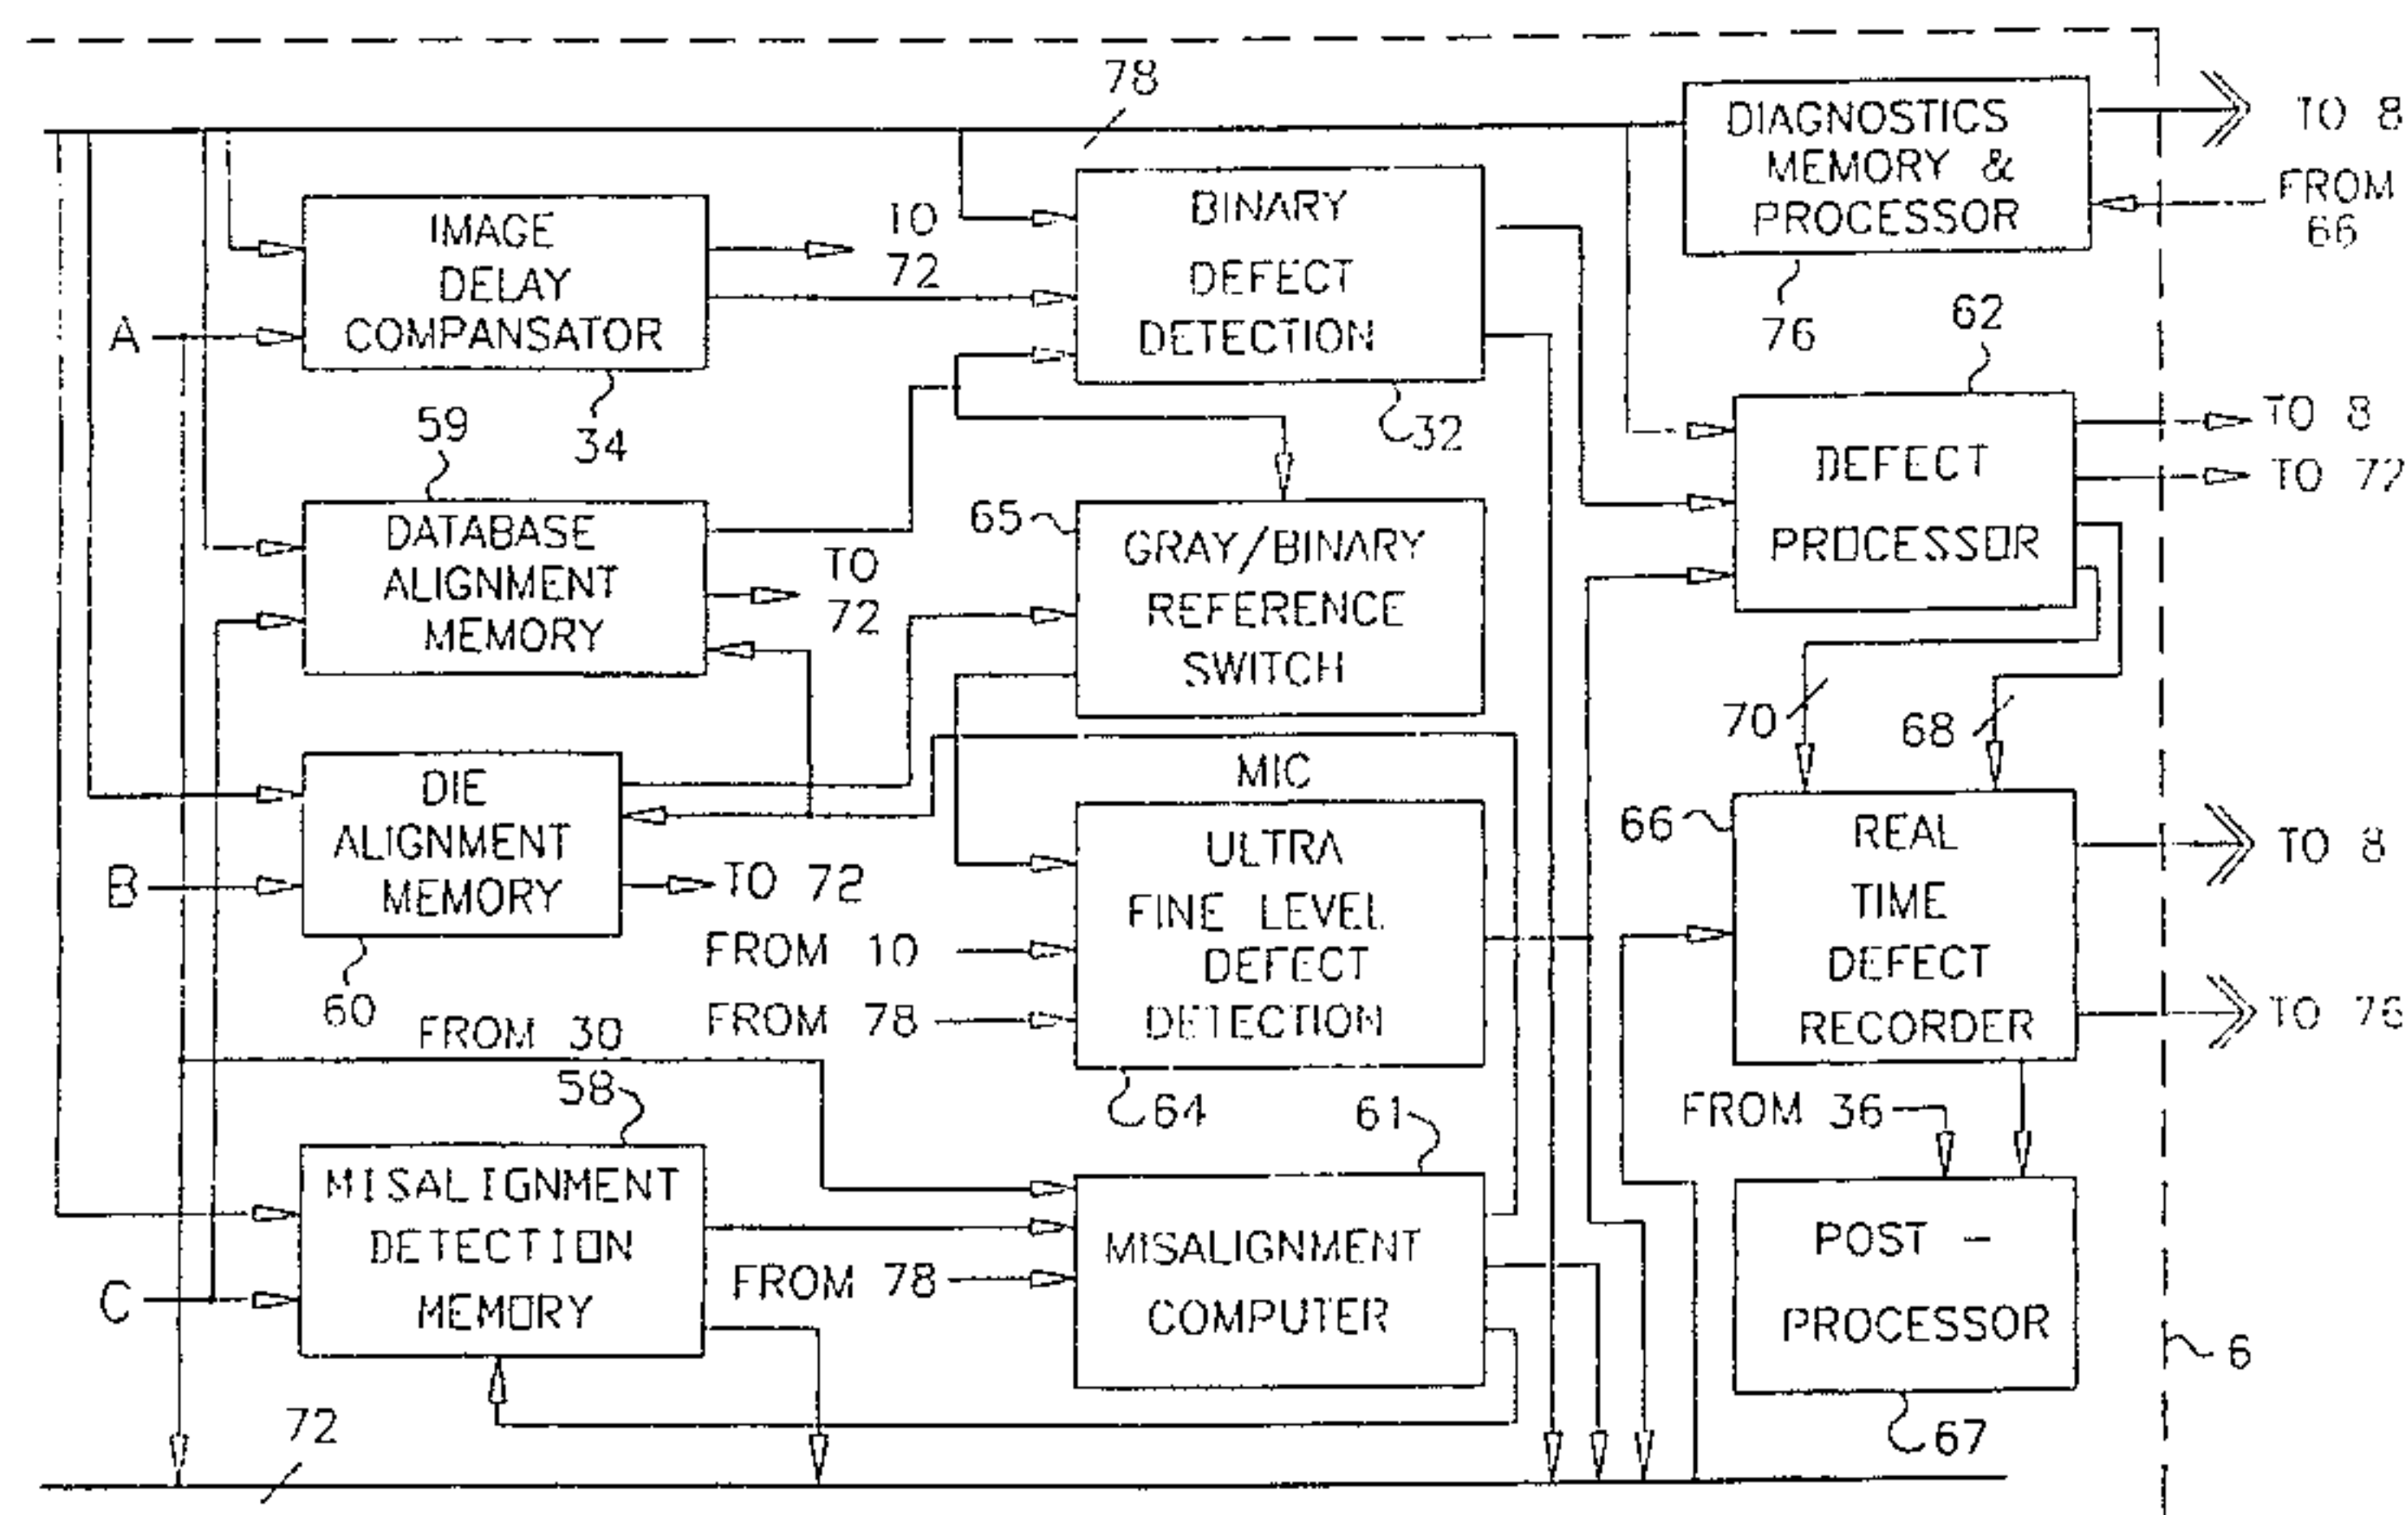 78
DIAGNOSTICS
MEMORY &
PROCESSOR
TO 8
FROM
66
76
IMAGE
DELAY
COMPANSATOR
34
TO
72
BINARY
DEFECT
DETECTION
32
A
62
DEFECT
PROCESSOR
TO 8
TO 72
59
DATABASE
ALIGNMENT
MEMORY
TO
72
65
GRAY/BINARY
REFERENCE
SWITCH
70
68
DIE
ALIGNMENT
MEMORY
60
B
TO 72
MIC
ULTRA
FINE LEVEL
DEFECT
DETECTION
64
FROM 10
FROM 78
66
REAL
TIME
DEFECT
RECORDER
TO 8
TO 76
FROM 30
58
MISALIGNMENT
DETECTION
MEMORY
C
61
MISALIGNMENT
COMPUTER
FROM 78
FROM 36
POST -
PROCESSOR
67
6
72